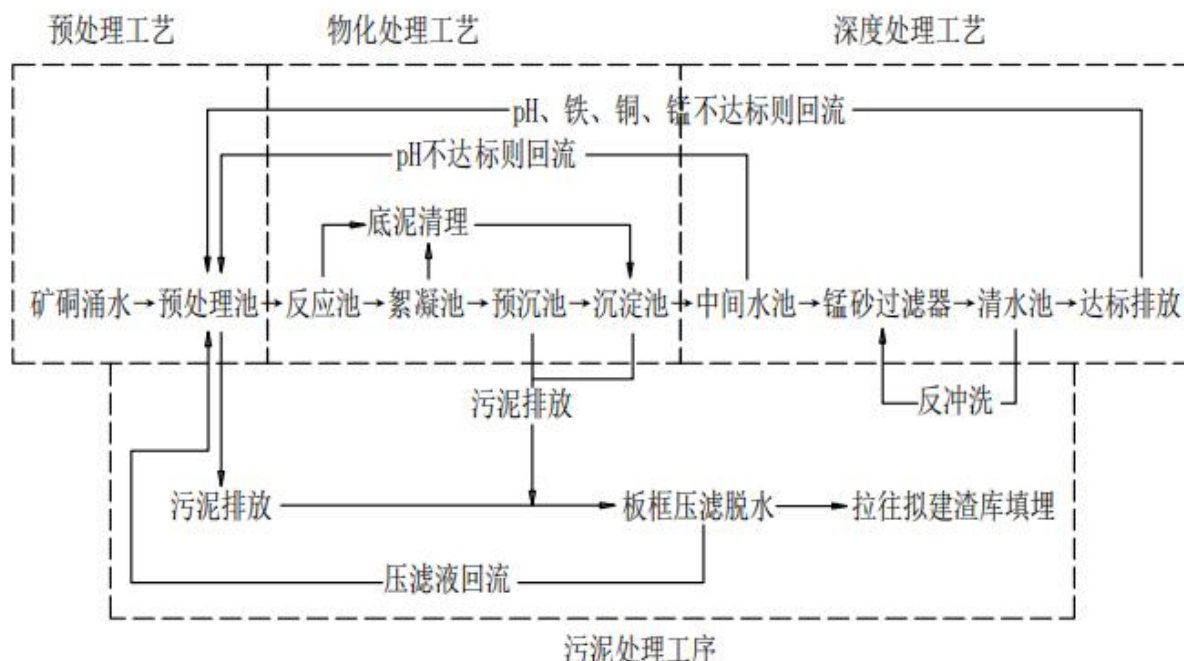 预处理工艺
物化处理工艺
深度处理工艺
pH、铁、铜、锰不达标则回流
pH不达标则回流
底泥清理
矿硐涌水
预处理池
反应池
絮凝池
预沉池
沉淀池
中间水池
锰砂过滤器
清水池
达标排放
污泥排放
反冲洗
污泥排放
板框压滤脱水
拉往拟建渣库填埋
压滤液回流
污泥处理工序